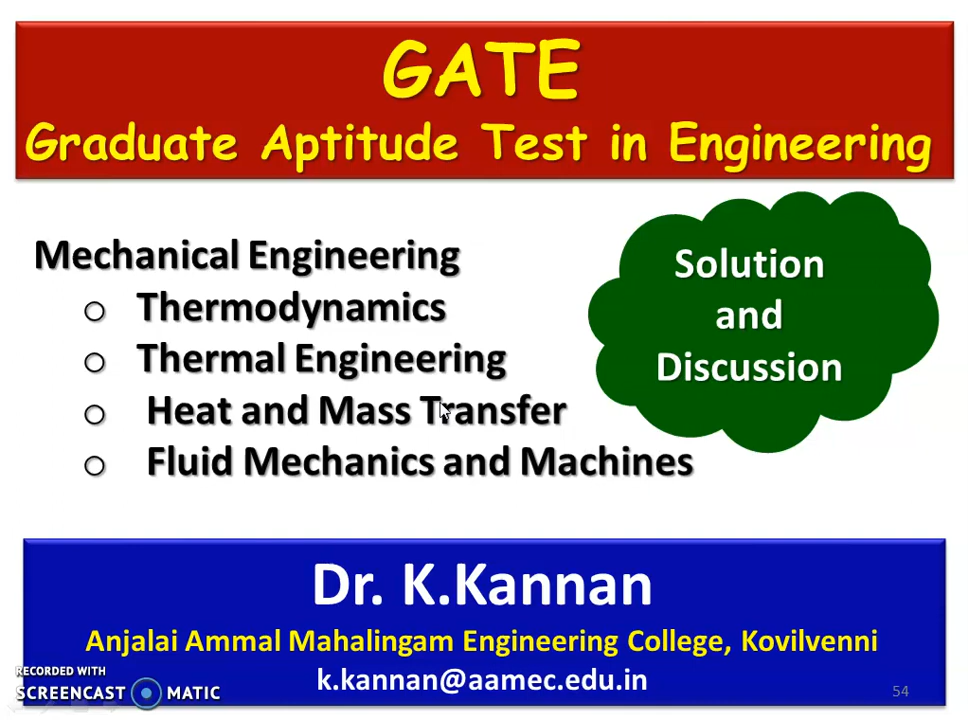 GATE
Graduate Aptitude Test in Engineering
Mechanical Engineering
Thermodynamics
Thermal Engineering
Heat and Mass Transfer
Fluid Mechanics and Machines
Solution
and
Discussion
Dr. K.Kannan
Anjalai Ammal Mahalingam Engineering College, Kovilvenni
k.kannan@aamec.edu.in
RECORDED WITH
SCREENCAST MATIC
54